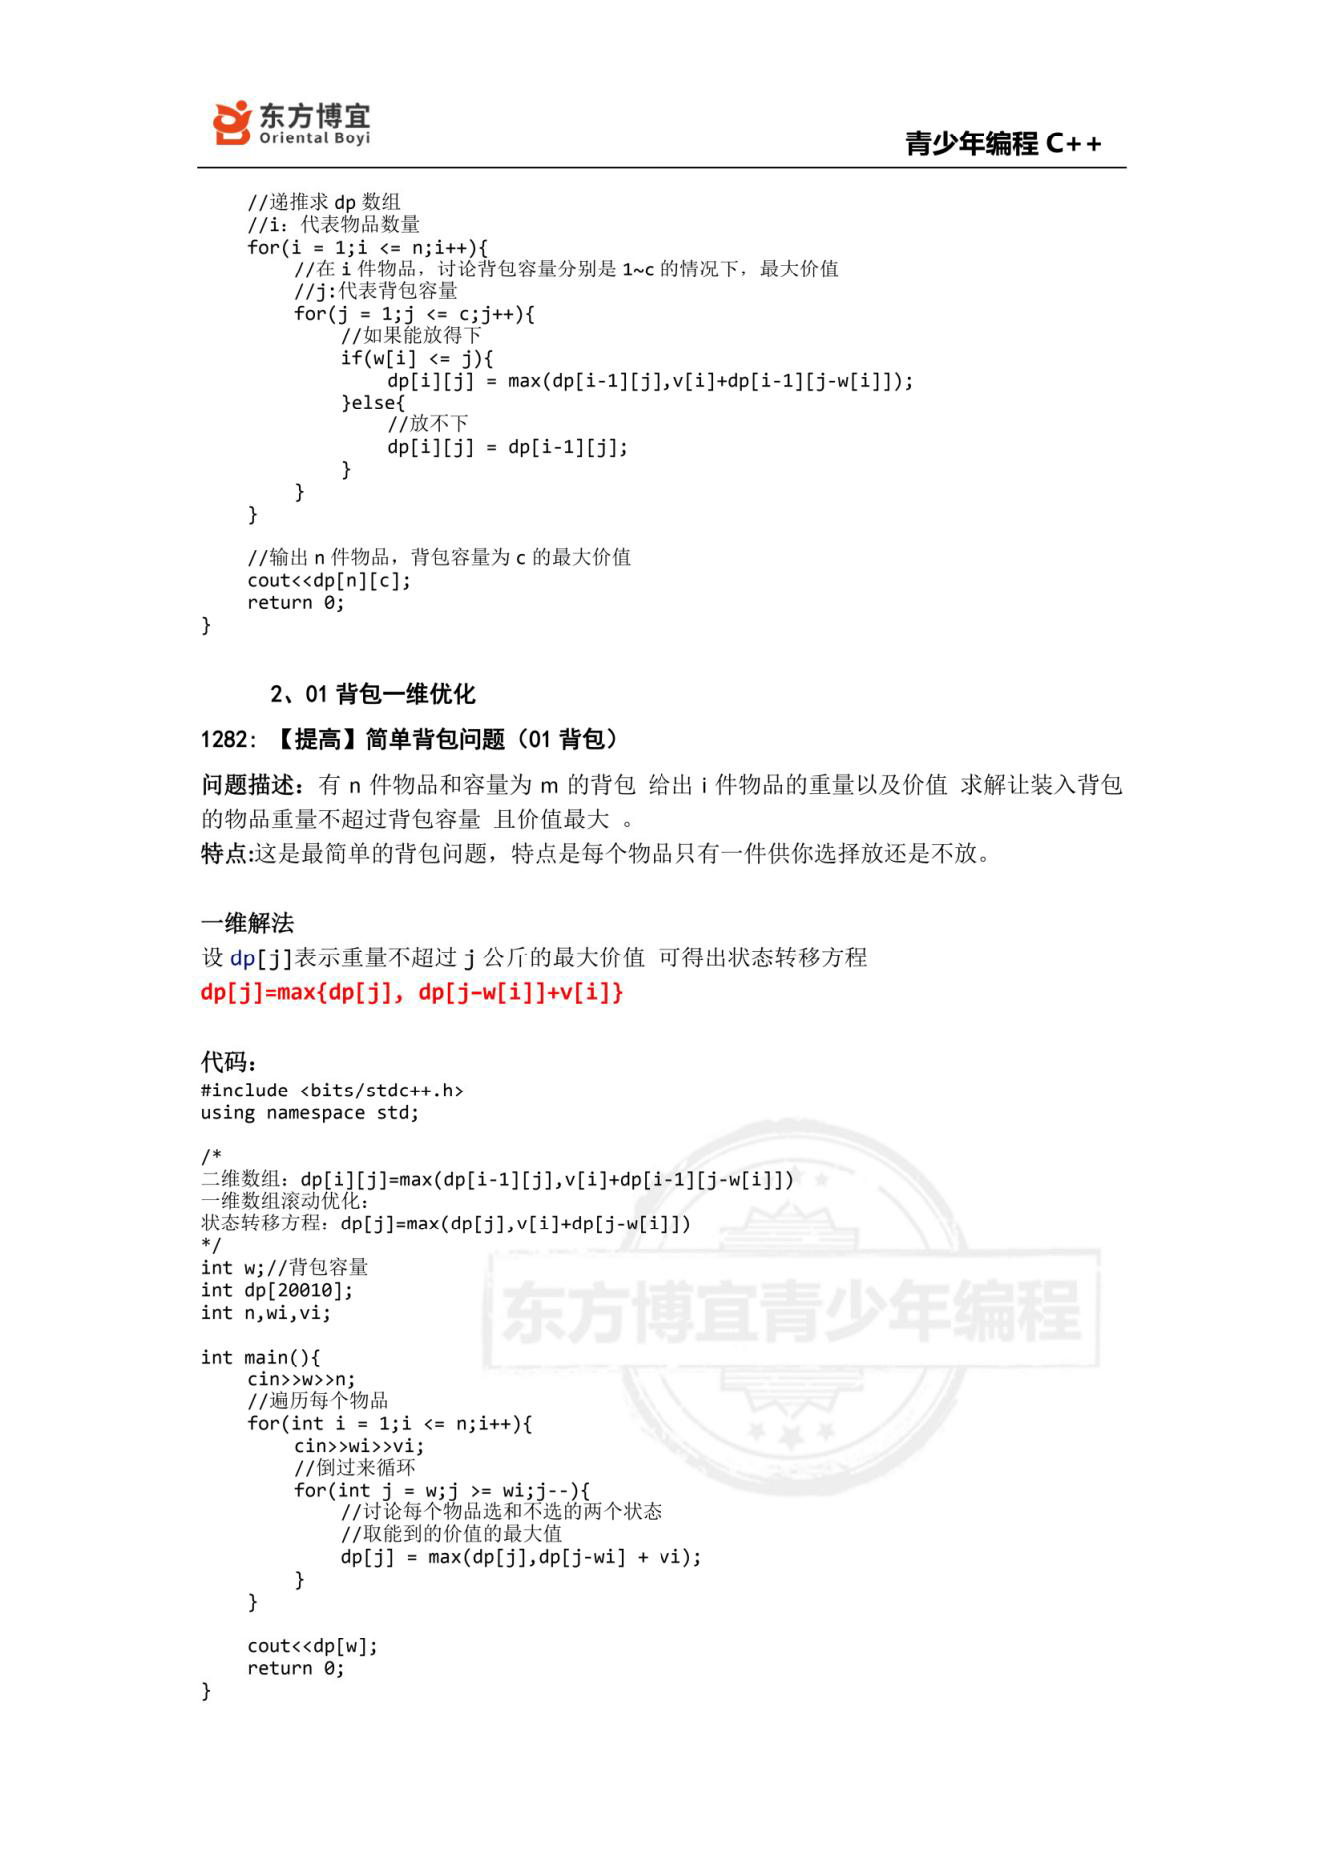 东方博宜
Oriental Boyi
青少年编程 C++
//递推求 dp 数组
//i: 代表物品数量
for(i = 1;i <= n;i++){
//在 i 件物品，讨论背包容量分别是 1~c 的情况下，最大价值
//j:代表背包容量
for(j = 1;j <= c;j++){
//如果能放得下
if(w[i] <= j){
dp[i][j] = max(dp[i-1][j],v[i]+dp[i-1][j-w[i]]);
}else{
//放不下
dp[i][j] = dp[i-1][j];
}
}
}
//输出 n 件物品，背包容量为 c 的最大价值
cout<<dp[n][c];
return 0;
}
2、01 背包一维优化
1282: 【提高】简单背包问题（01 背包）
问题描述：有 n 件物品和容量为 m 的背包 给出 i 件物品的重量以及价值 求解让装入背包
的物品重量不超过背包容量 且价值最大 。
特点:这是最简单的背包问题，特点是每个物品只有一件供你选择放还是不放。
一维解法
设 dp[j]表示重量不超过 j 公斤的最大价值 可得出状态转移方程
dp[j]=max{dp[j], dp[j-w[i]]+v[i]}
代码：
#include <bits/stdc++.h>
using namespace std;
/*
二维数组：dp[i][j]=max(dp[i-1][j],v[i]+dp[i-1][j-w[i]])
一维数组滚动优化：
状态转移方程：dp[j]=max(dp[j],v[i]+dp[j-w[i]])
*/
int w;//背包容量
int dp[20010];
int n,wi,vi;
东方博宜青少年编程
int main(){
cin>>w>>n;
//遍历每个物品
for(int i = 1;i <= n;i++){
cin>>wi>>vi;
//倒过来循环
for(int j = w;j >= wi;j--){
//讨论每个物品选和不选的两个状态
//取能到的价值的最大值
dp[j] = max(dp[j],dp[j-wi] + vi);
}
}
cout<<dp[w];
return 0;
}